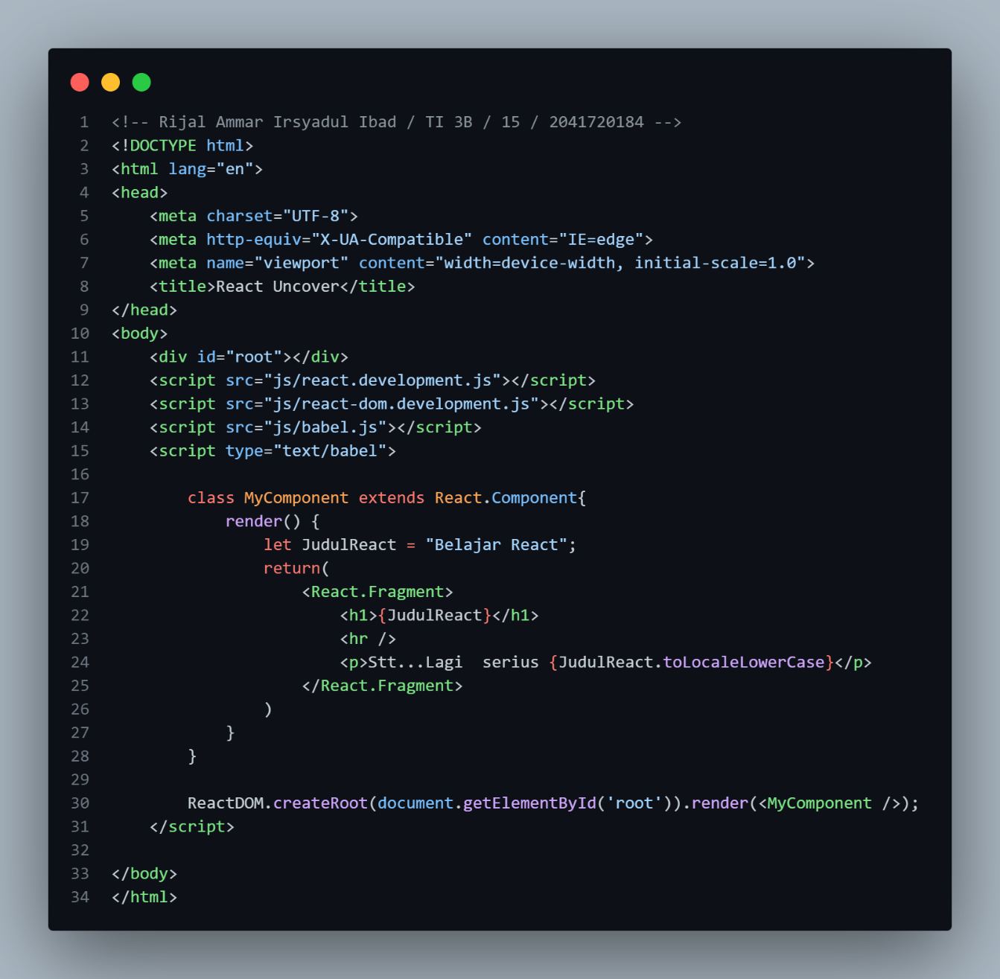 1 <!-- Rijal Ammar Irsyadul Ibad / TI 3B / 15 / 2041720184 -->
2 <!DOCTYPE html>
3 <html lang="en">
4 <head>
5     <meta charset="UTF-8">
6     <meta http-equiv="X-UA-Compatible" content="IE=edge">
7     <meta name="viewport" content="width=device-width, initial-scale=1.0">
8     <title>React Uncover</title>
9 </head>
10 <body>
11     <div id="root"></div>
12     <script src="js/react.development.js"></script>
13     <script src="js/react-dom.development.js"></script>
14     <script src="js/babel.js"></script>
15     <script type="text/babel">
16
17         class MyComponent extends React.Component{
18             render() {
19                 let JudulReact = "Belajar React";
20                 return(
21                     <React.Fragment>
22                         <h1>{JudulReact}</h1>
23                         <hr />
24                         <p>Stt...Lagi  serius {JudulReact.toLocaleLowerCase}</p>
25                     </React.Fragment>
26                 )
27             }
28         }
29
30         ReactDOM.createRoot(document.getElementById('root')).render(<MyComponent />);
31     </script>
32
33 </body>
34 </html>